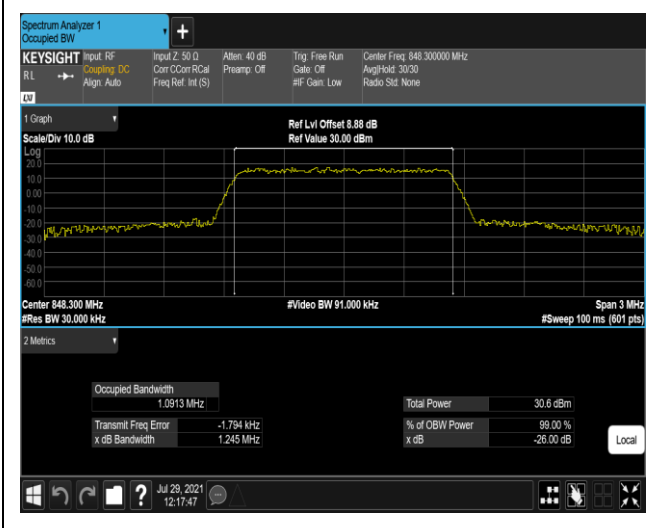 Spectrum Analyzer 1
Occupied BW
KEYSIGHT
RL
LXI
Input: RF
Coupling: DC
Align: Auto
Input Z: 50 Ω
Corr CCorr RCal
Freq Ref: Int (S)
Atten: 40 dB
Preamp: Off
Trig: Free Run
Gate: Off
#IF Gain: Low
Center Freq: 848.300000 MHz
Avg|Hold: 30/30
Radio Std: None
1 Graph
Scale/Div 10.0 dB
Ref Lvl Offset 8.88 dB
Ref Value 30.00 dBm
Log
20.0
10.0
0.00
-10.0
-20.0
-30.0
-40.0
-50.0
-60.0
Center 848.300 MHz
#Video BW 91.000 kHz
Span 3 MHz
#Res BW 30.000 kHz
#Sweep 100 ms (601 pts)
2 Metrics
Occupied Bandwidth
1.0913 MHz
Total Power 30.6 dBm
Transmit Freq Error -1.794 kHz
% of OBW Power 99.00 %
x dB Bandwidth 1.245 MHz
x dB -26.00 dB
Local
?
Jul 29, 2021
12:17:47